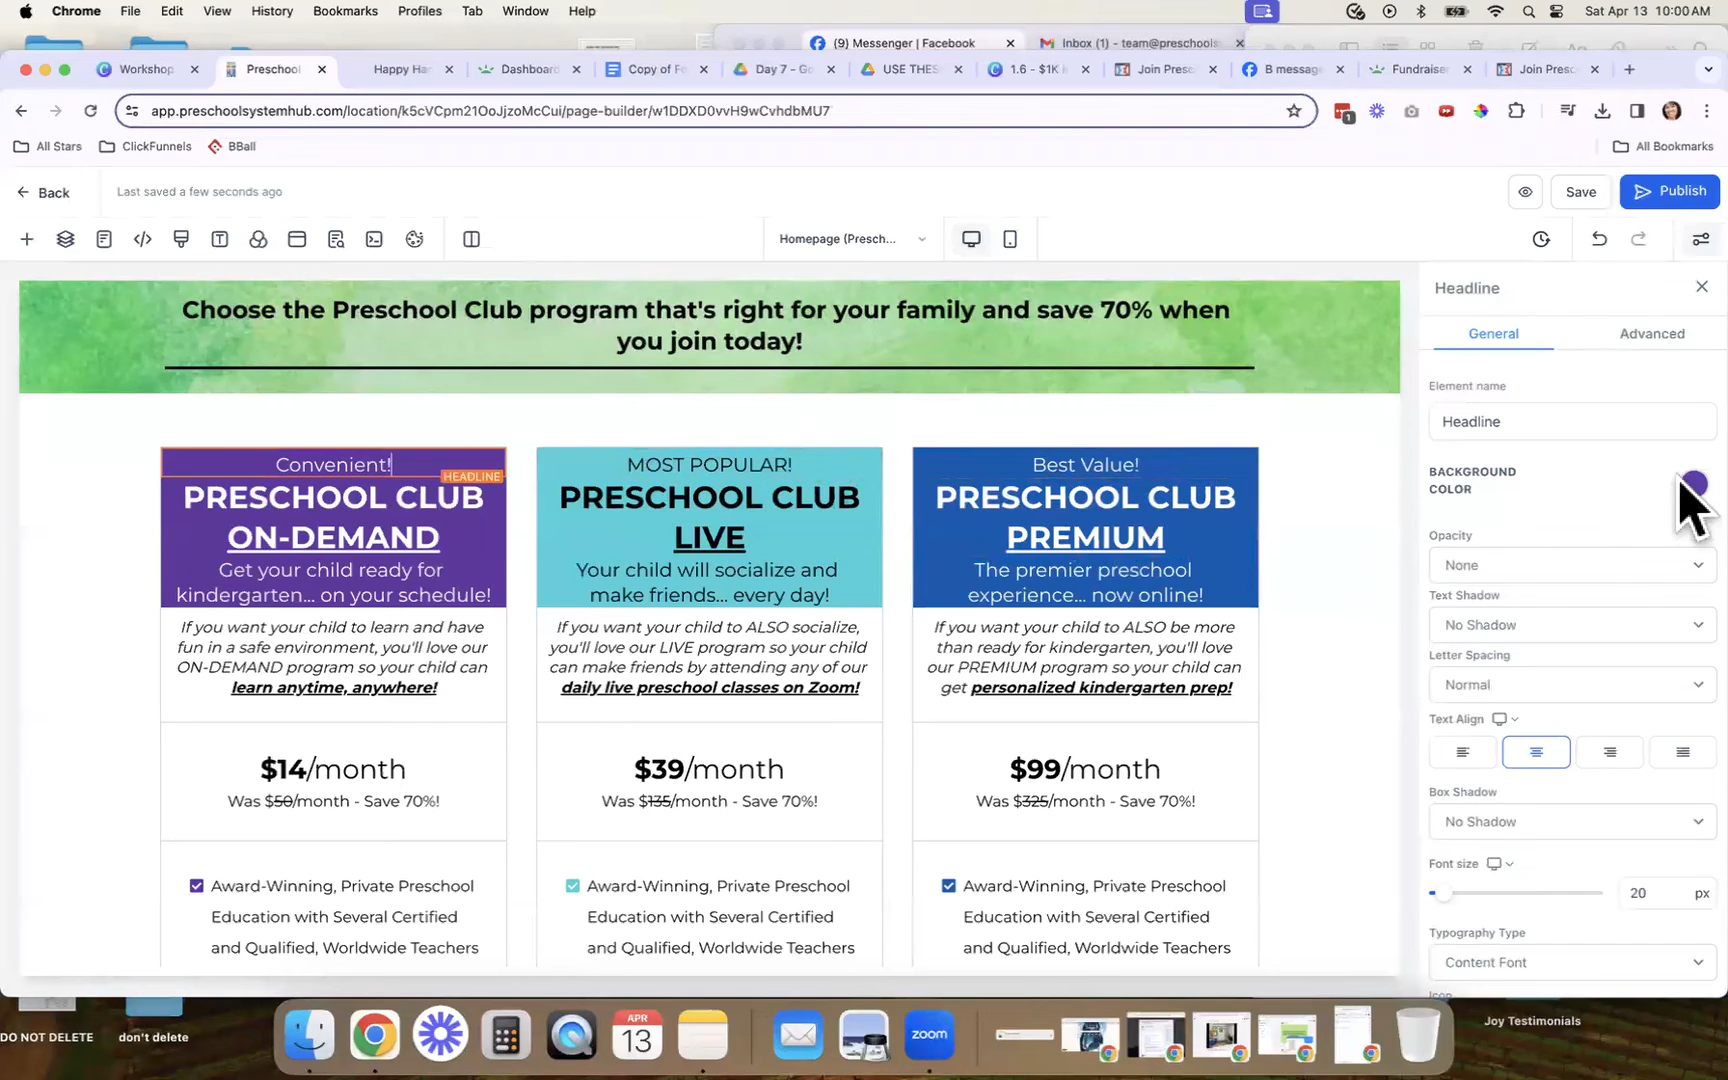 Chrome File Edit View History Bookmarks Profiles Tab Window Help Sat Apr 13 10:00 AM
(9) Messenger | Facebook Inbox (1) - team@preschools
Workshop Preschool Happy Har Dashboard Copy of Fo Day 7 - Go USE THES 1.6 - $1K i Join Presc B message Fundraise Join Presc
app.preschoolsystemhub.com/location/k5cVCpm21OoJjzoMcCui/page-builder/w1DDXD0vvH9wCvhdbMU7
1
All Stars ClickFunnels BBall All Bookmarks
Back Last saved a few seconds ago Save Publish
Homepage (Presch...
Choose the Preschool Club program that's right for your family and save 70% when
you join today!
Convenient!
HEADLINE
PRESCHOOL CLUB
ON-DEMAND
Get your child ready for
kindergarten... on your schedule!
If you want your child to learn and have
fun in a safe environment, you'll love our
ON-DEMAND program so your child can
learn anytime, anywhere!
$14/month
Was $50/month - Save 70%!
Award-Winning, Private Preschool
Education with Several Certified
and Qualified, Worldwide Teachers
MOST POPULAR!
PRESCHOOL CLUB
LIVE
Your child will socialize and
make friends... every day!
If you want your child to ALSO socialize,
you'll love our LIVE program so your child
can make friends by attending any of our
daily live preschool classes on Zoom!
$39/month
Was $135/month - Save 70%!
Award-Winning, Private Preschool
Education with Several Certified
and Qualified, Worldwide Teachers
Best Value!
PRESCHOOL CLUB
PREMIUM
The premier preschool
experience... now online!
If you want your child to ALSO be more
than ready for kindergarten, you'll love
our PREMIUM program so your child can
get personalized kindergarten prep!
$99/month
Was $325/month - Save 70%!
Award-Winning, Private Preschool
Education with Several Certified
and Qualified, Worldwide Teachers
Headline
General Advanced
Element name
Headline
BACKGROUND
COLOR
Opacity
None
Text Shadow
No Shadow
Letter Spacing
Normal
Text Align
Box Shadow
No Shadow
Font size
20 px
Typography Type
Content Font
Icon
DO NOT DELETE
don't delete
APR
13
zoom
Joy Testimonials